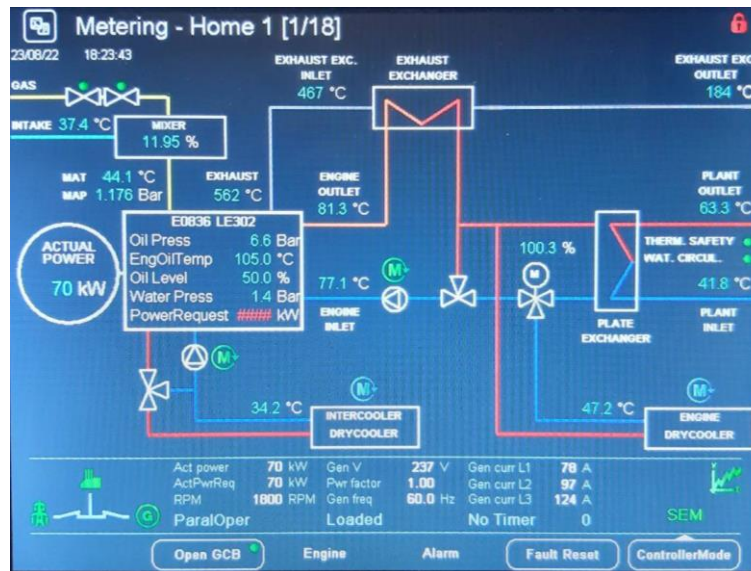 Metering - Home 1 [1/18]
23/08/22 18:23:43
GAS
EXHAUST EXC.
INLET
467 °C
EXHAUST
EXCHANGER
EXHAUST EXC
OUTLET
184 °C
INTAKE 37.4 °C
MIXER
11.95 %
MAT 44.1 °C
MAP 1.176 Bar
EXHAUST
562 °C
ENGINE
OUTLET
81.3 °C
PLANT
OUTLET
63.3 °C
ACTUAL
POWER
70 kW
E0836 LE302
Oil Press 6.6 Bar
EngOilTemp 105.0 °C
Oil Level 50.0 %
Water Press 1.4 Bar
PowerRequest #### kW
77.1 °C
ENGINE
INLET
M
100.3 %
M
THERM. SAFETY
WAT. CIRCUL.
41.8 °C
PLANT
INLET
PLATE
EXCHANGER
M
34.2 °C
M
INTERCOOLER
DRYCOOLER
47.2 °C
M
ENGINE
DRYCOOLER
Act power 70 kW Gen V 237 V Gen curr L1 78 A
ActPwrReq 70 kW Pwr factor 1.00 Gen curr L2 97 A
RPM 1800 RPM Gen freq 60.0 Hz Gen curr L3 124 A
ParalOper Loaded No Timer 0
G
Y
SEM
Open GCB Engine Alarm Fault Reset ControllerMode